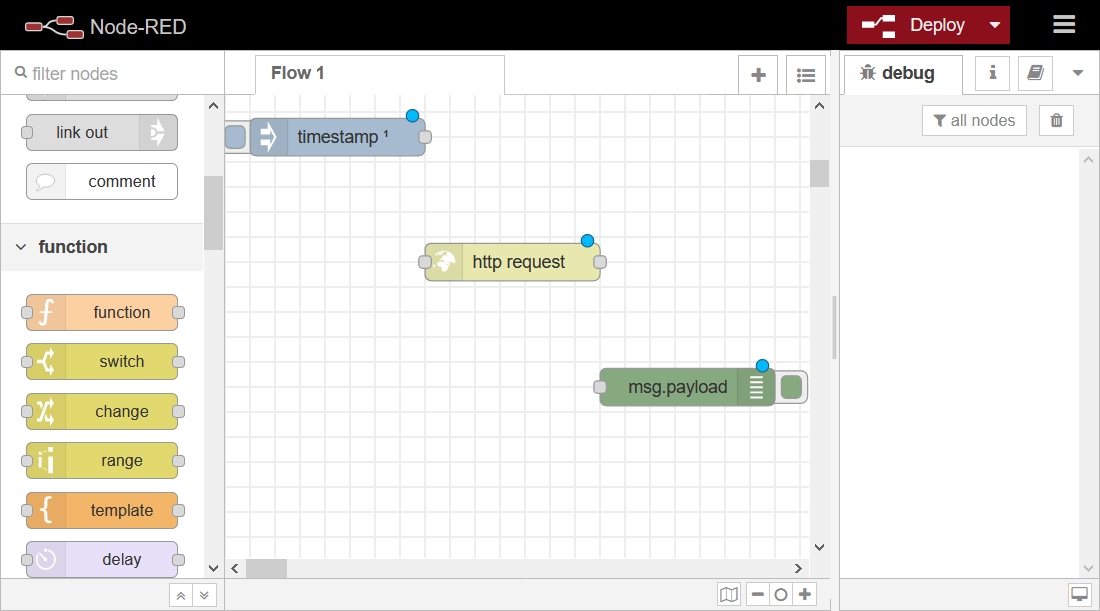 Node-RED
Deploy
filter nodes
Flow 1
debug
i
all nodes
link out
comment
function
function
switch
change
range
template
delay
timestamp ¹
http request
msg.payload